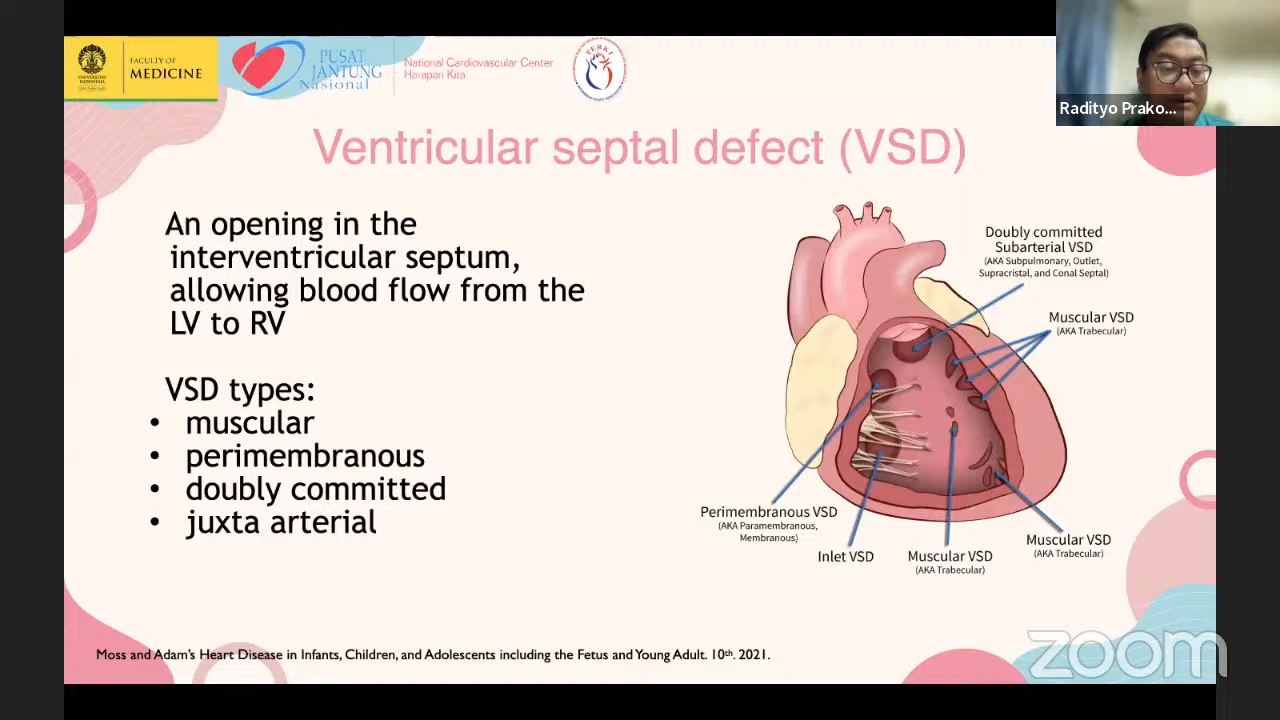 UNIVERSITAS
INDONESIA
FACULTY OF
MEDICINE
PUSAT
JANTUNG
Nasional
National Cardiovascular Center
Harapan Kita
PERKI
Radityo Prako...
Ventricular septal defect (VSD)
An opening in the
interventricular septum,
allowing blood flow from the
LV to RV
VSD types:
• muscular
• perimembranous
• doubly committed
• juxta arterial
Doubly committed
Subarterial VSD
(AKA Subpulmonary, Outlet,
Supracristal, and Conal Septal)
Muscular VSD
(AKA Trabecular)
Perimembranous VSD
(AKA Paramembranous,
Membranous)
Inlet VSD
Muscular VSD
(AKA Trabecular)
Muscular VSD
(AKA Trabecular)
Moss and Adam's Heart Disease in Infants, Children, and Adolescents including the Fetus and Young Adult. 10th. 2021.
zoom